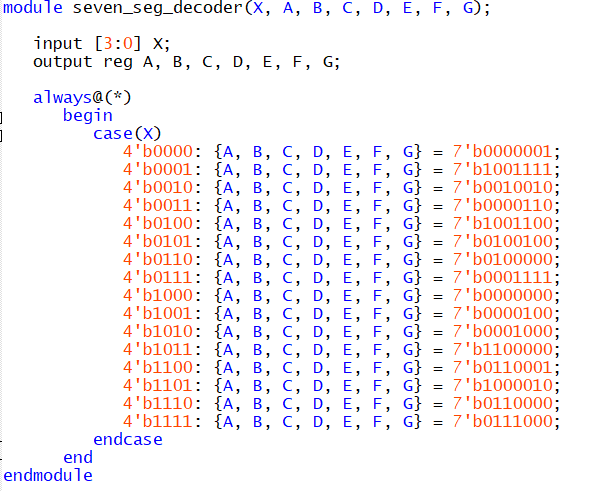 module seven_seg_decoder(X, A, B, C, D, E, F, G);
input [3:0] X;
output reg A, B, C, D, E, F, G;
always@(*)
begin
case(X)
4'b0000: {A, B, C, D, E, F, G} = 7'b0000001;
4'b0001: {A, B, C, D, E, F, G} = 7'b1001111;
4'b0010: {A, B, C, D, E, F, G} = 7'b0010010;
4'b0011: {A, B, C, D, E, F, G} = 7'b0000110;
4'b0100: {A, B, C, D, E, F, G} = 7'b1001100;
4'b0101: {A, B, C, D, E, F, G} = 7'b0100100;
4'b0110: {A, B, C, D, E, F, G} = 7'b0100000;
4'b0111: {A, B, C, D, E, F, G} = 7'b0001111;
4'b1000: {A, B, C, D, E, F, G} = 7'b0000000;
4'b1001: {A, B, C, D, E, F, G} = 7'b0000100;
4'b1010: {A, B, C, D, E, F, G} = 7'b0001000;
4'b1011: {A, B, C, D, E, F, G} = 7'b1100000;
4'b1100: {A, B, C, D, E, F, G} = 7'b0110001;
4'b1101: {A, B, C, D, E, F, G} = 7'b1000010;
4'b1110: {A, B, C, D, E, F, G} = 7'b0110000;
4'b1111: {A, B, C, D, E, F, G} = 7'b0111000;
endcase
end
endmodule